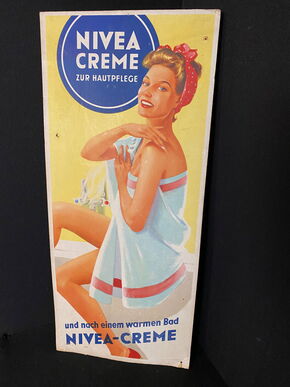 NIVEA
CREME
ZUR HAUTPFLEGE
und nach einem warmen Bad
NIVEA-CREME